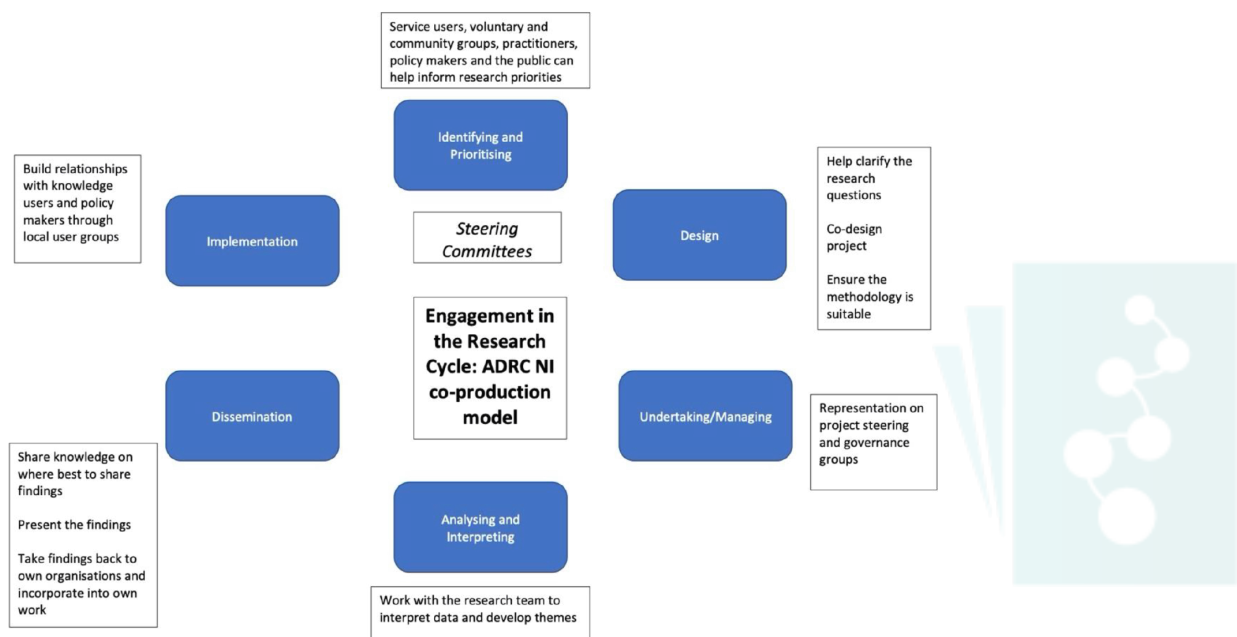 Service users, voluntary and
community groups, practitioners,
policy makers and the public can
help inform research priorities
Identifying and
Prioritising
Build relationships
with knowledge
users and policy
makers through
local user groups
Implementation
Steering
Committees
Design
Help clarify the
research
questions
Co-design
project
Ensure the
methodology is
suitable
Engagement in
the Research
Cycle: ADRC NI
co-production
model
Dissemination
Undertaking/Managing
Representation on
project steering
and governance
groups
Share knowledge on
where best to share
findings
Present the findings
Take findings back to
own organisations and
incorporate into own
work
Analysing and
Interpreting
Work with the research team to
interpret data and develop themes